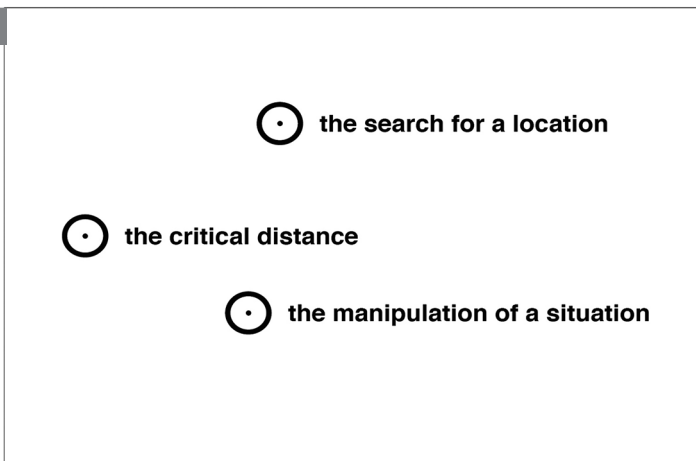 the search for a location
the critical distance
the manipulation of a situation